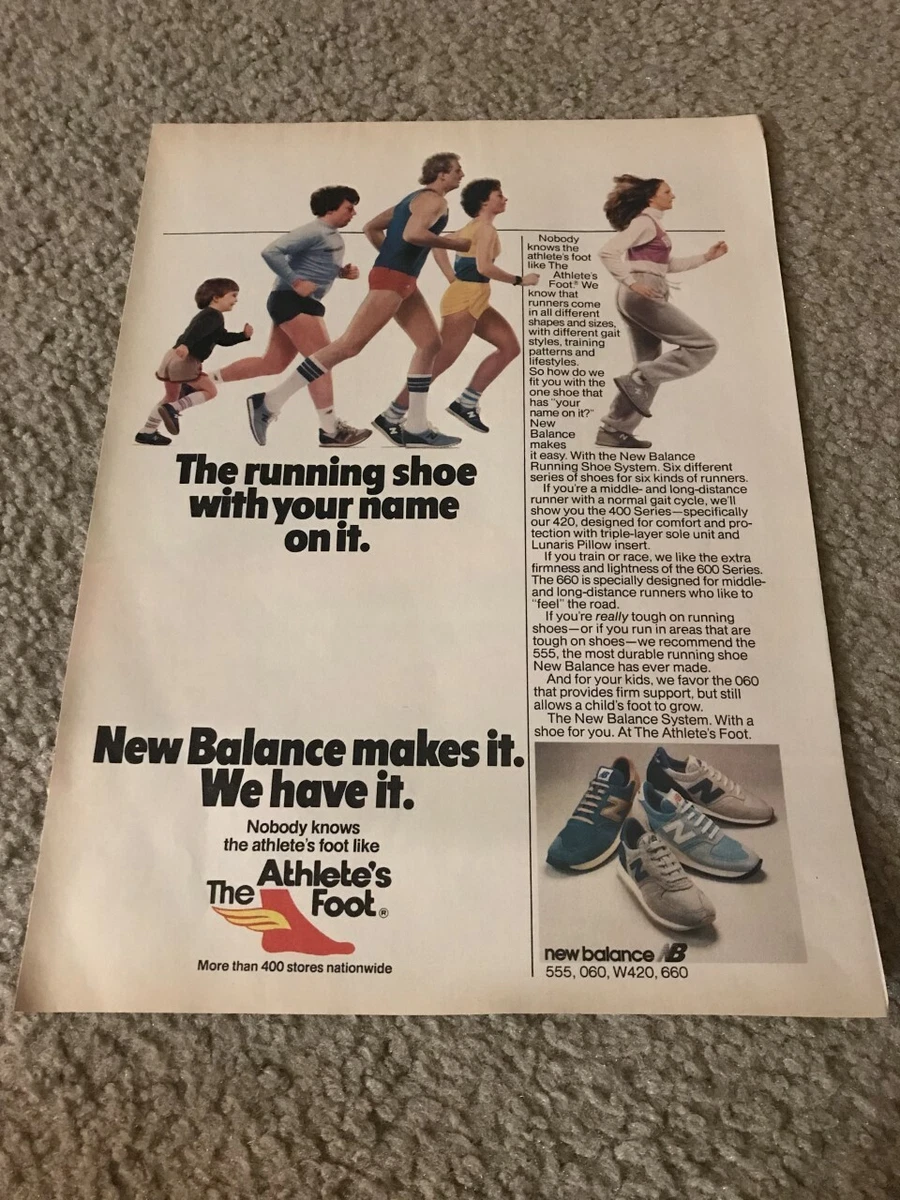 The running shoe
with your name
on it.
New Balance makes it.
We have it.
Nobody knows
the athlete's foot like
The Athlete's
Foot®
More than 400 stores nationwide
Nobody
knows the
athlete's foot
like The
Athlete's
Foot.® We
know that
runners come
in all different
shapes and sizes,
with different gait
styles, training
patterns and
lifestyles.
So how do we
fit you with the
one shoe that
has "your
name on it?"
New
Balance
makes
it easy. With the New Balance
Running Shoe System. Six different
series of shoes for six kinds of runners.
If you're a middle- and long-distance
runner with a normal gait cycle, we'll
show you the 400 Series—specifically
our 420, designed for comfort and pro-
tection with triple-layer sole unit and
Lunaris Pillow insert.
If you train or race, we like the extra
firmness and lightness of the 600 Series.
The 660 is specially designed for middle-
and long-distance runners who like to
"feel" the road.
If you're really tough on running
shoes—or if you run in areas that are
tough on shoes—we recommend the
555, the most durable running shoe
New Balance has ever made.
And for your kids, we favor the 060
that provides firm support, but still
allows a child's foot to grow.
The New Balance System. With a
shoe for you. At The Athlete's Foot.
N
N
N
N
new balance NB
555, 060, W420, 660